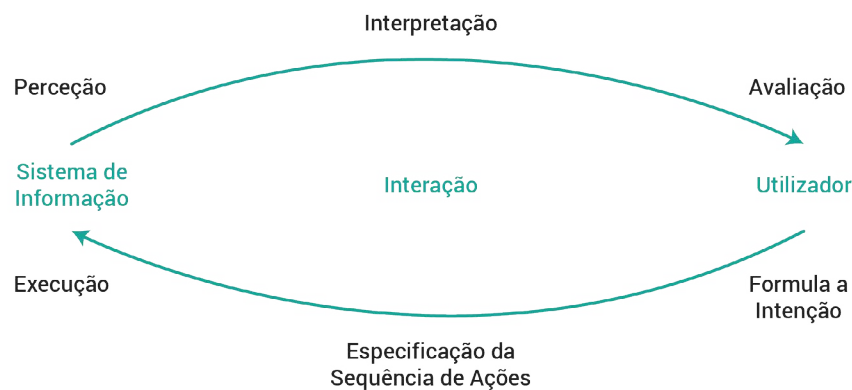 Interpretação
Perceção
Avaliação
Sistema de
Informação
Interação
Utilizador
Execução
Formula a
Intenção
Especificação da
Sequência de Ações